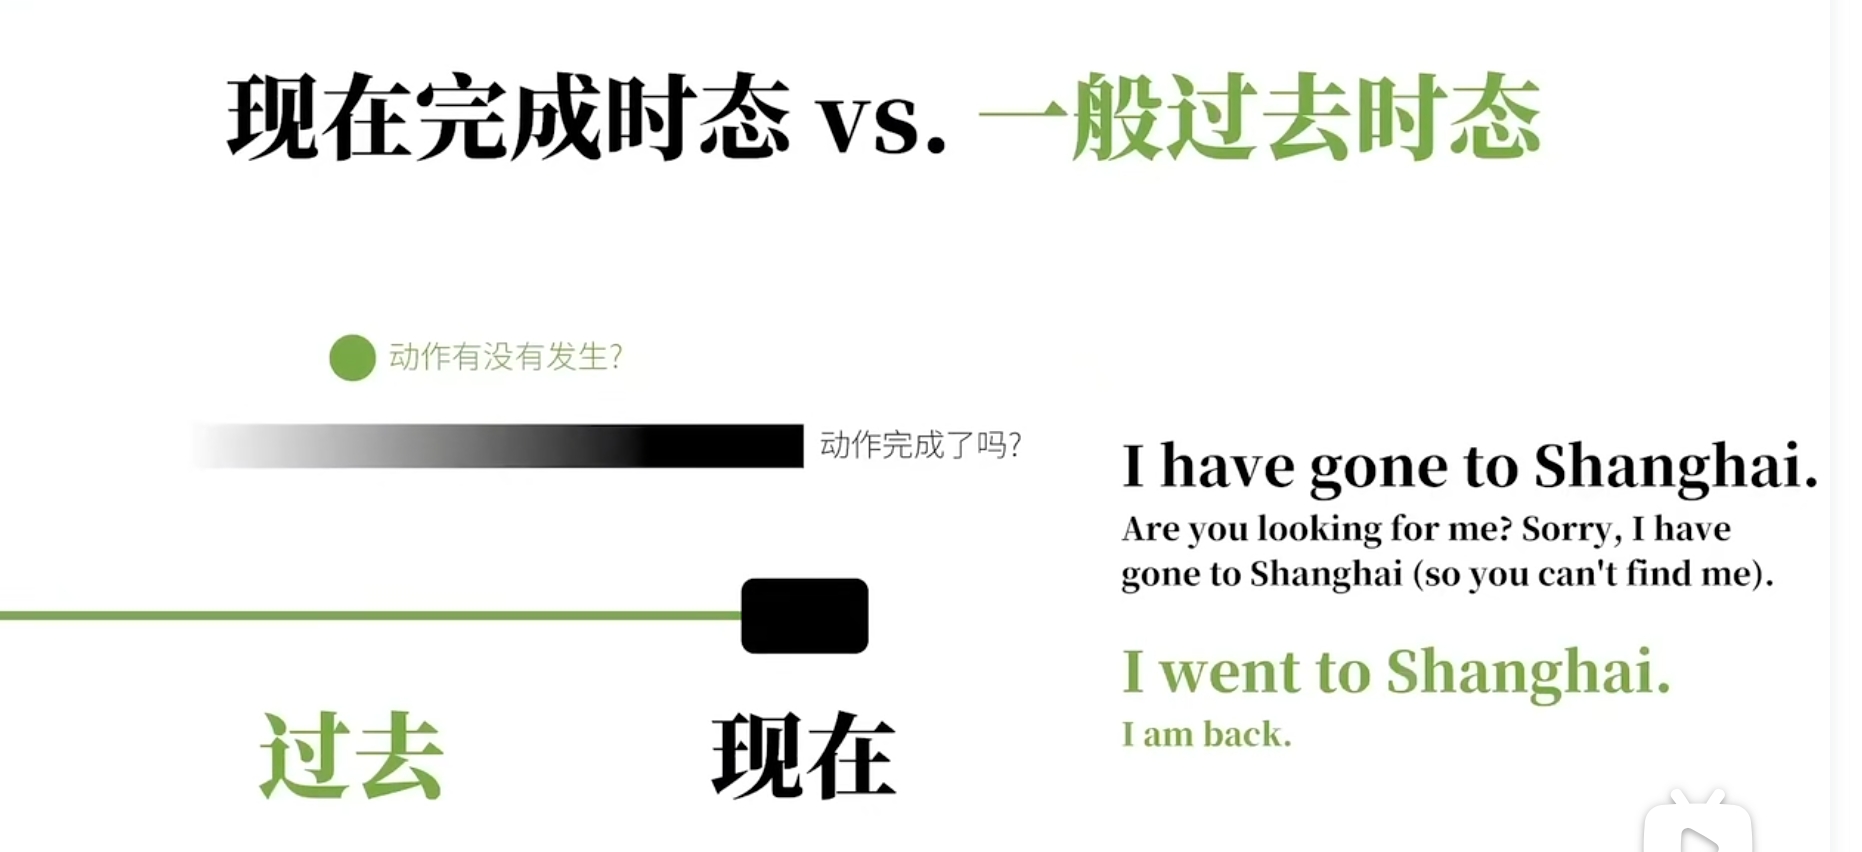 现在完成时态 vs. 一般过去时态
动作有没有发生?
动作完成了吗?
I have gone to Shanghai.
Are you looking for me? Sorry, I have
gone to Shanghai (so you can't find me).
I went to Shanghai.
I am back.
过去
现在